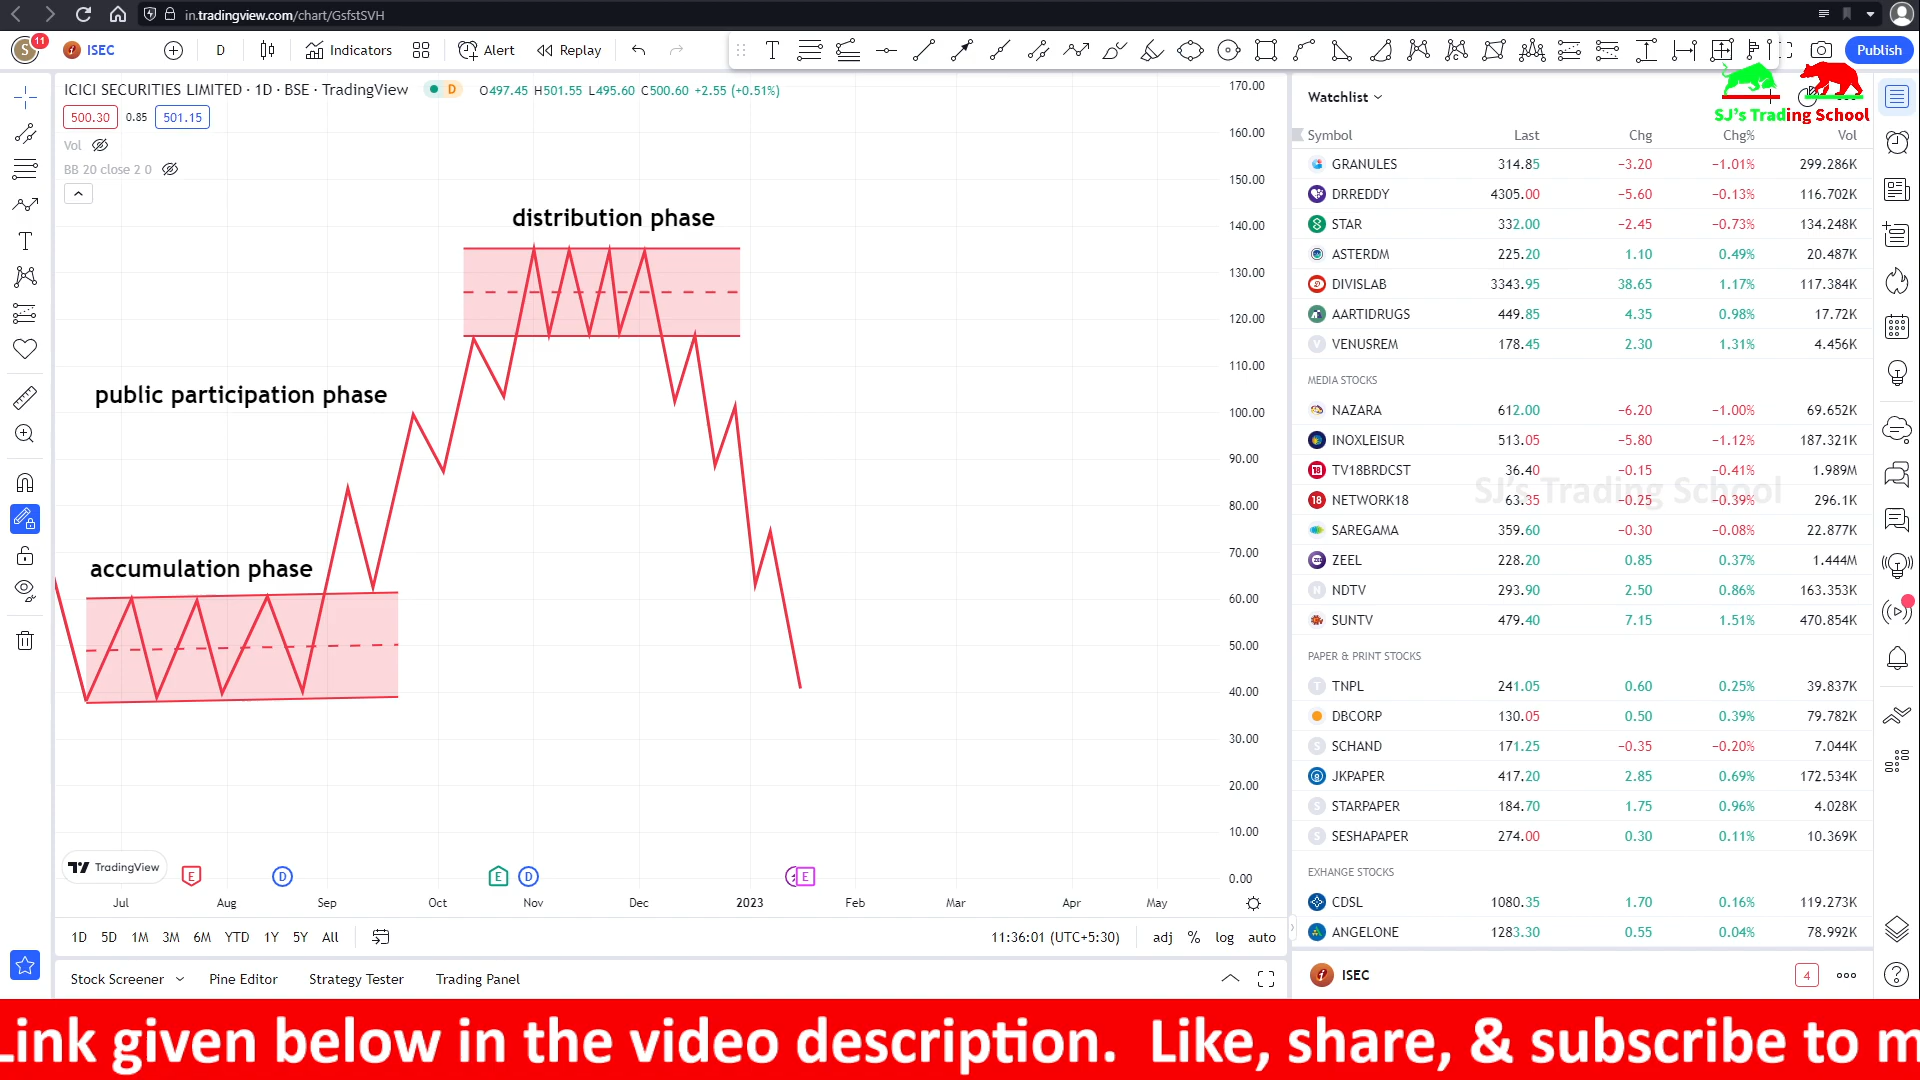 in.tradingview.com/chart/GsfstSVH
S 11 ISEC D Indicators Alert Replay Publish
ICICI SECURITIES LIMITED · 1D · BSE · TradingView D O497.45 H501.55 L495.60 C500.60 +2.55 (+0.51%)
500.30 0.85 501.15
Vol
BB 20 close 2 0
distribution phase
public participation phase
accumulation phase
170.00
160.00
150.00
140.00
130.00
120.00
110.00
100.00
90.00
80.00
70.00
60.00
50.00
40.00
30.00
20.00
10.00
0.00
TradingView
E D E D E
Jul Aug Sep Oct Nov Dec 2023 Feb Mar Apr May
1D 5D 1M 3M 6M YTD 1Y 5Y All 11:36:01 (UTC+5:30) adj % log auto
Stock Screener Pine Editor Strategy Tester Trading Panel
Watchlist
SJ's Trading School
Symbol Last Chg Chg% Vol
GRANULES 314.85 −3.20 −1.01% 299.286K
DRREDDY 4305.00 −5.60 −0.13% 116.702K
STAR 332.00 −2.45 −0.73% 134.248K
ASTERDM 225.20 1.10 0.49% 20.487K
DIVISLAB 3343.95 38.65 1.17% 117.384K
AARTIDRUGS 449.85 4.35 0.98% 17.72K
V VENUSREM 178.45 2.30 1.31% 4.456K
MEDIA STOCKS
NAZARA 612.00 −6.20 −1.00% 69.652K
INOXLEISUR 513.05 −5.80 −1.12% 187.321K
18 TV18BRDCST 36.40 −0.15 −0.41% 1.989M
SJ's Trading School
18 NETWORK18 63.35 −0.25 −0.39% 296.1K
SAREGAMA 359.60 −0.30 −0.08% 22.877K
ZEEL 228.20 0.85 0.37% 1.444M
N NDTV 293.90 2.50 0.86% 163.353K
SUNTV 479.40 7.15 1.51% 470.854K
PAPER & PRINT STOCKS
T TNPL 241.05 0.60 0.25% 39.837K
DBCORP 130.05 0.50 0.39% 79.782K
S SCHAND 171.25 −0.35 −0.20% 7.044K
JKPAPER 417.20 2.85 0.69% 172.534K
S STARPAPER 184.70 1.75 0.96% 4.028K
S SESHAPAPER 274.00 0.30 0.11% 10.369K
EXHANGE STOCKS
CDSL 1080.35 1.70 0.16% 119.273K
ANGELONE 1283.30 0.55 0.04% 78.992K
ISEC 4
Link given below in the video description. Like, share, & subscribe to m